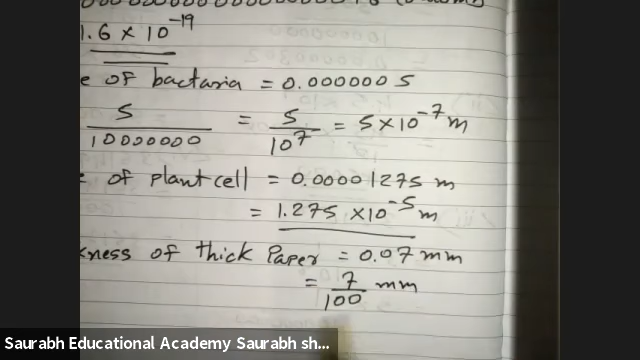 1.6 × 10⁻¹⁹
e of bactaria = 0.0000005
5/10000000 = 5/10⁷ = 5×10⁻⁷ m
of plant cell = 0.00001275 m
= 1.275 ×10⁻⁵ m
kness of thick Paper = 0.07 mm
= 7/100 mm
Saurabh Educational Academy Saurabh sh...